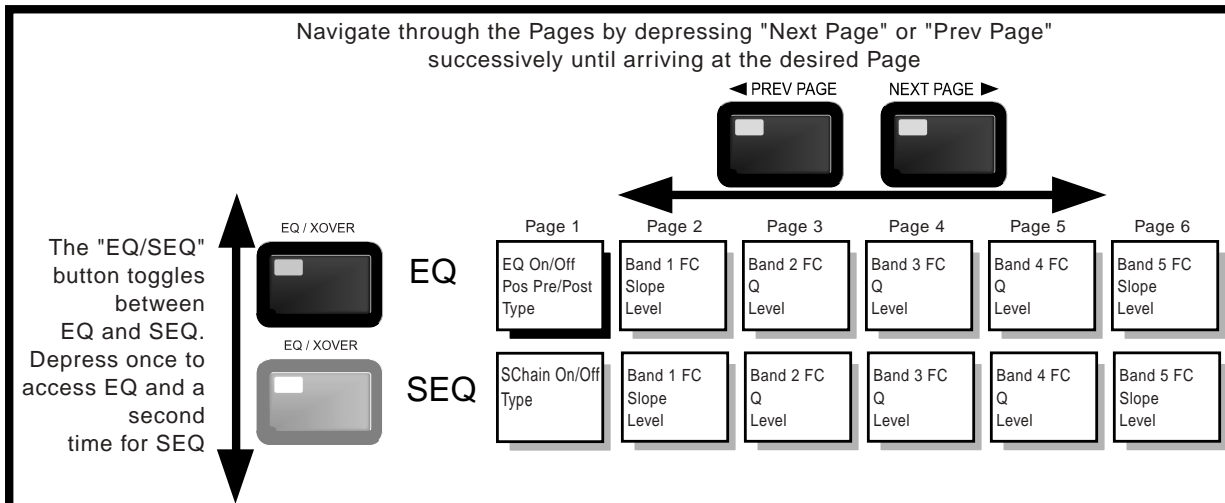 Navigate through the Pages by depressing "Next Page" or "Prev Page"
successively until arriving at the desired Page
◄ PREV PAGE
NEXT PAGE ►
The "EQ/SEQ"
button toggles
between
EQ and SEQ.
Depress once to
access EQ and a
second
time for SEQ
EQ / XOVER
EQ
Page 1
EQ On/Off
Pos Pre/Post
Type
Page 2
Band 1 FC
Slope
Level
Page 3
Band 2 FC
Q
Level
Page 4
Band 3 FC
Q
Level
Page 5
Band 4 FC
Q
Level
Page 6
Band 5 FC
Slope
Level
EQ / XOVER
SEQ
SChain On/Off
Type
Band 1 FC
Slope
Level
Band 2 FC
Q
Level
Band 3 FC
Q
Level
Band 4 FC
Q
Level
Band 5 FC
Slope
Level